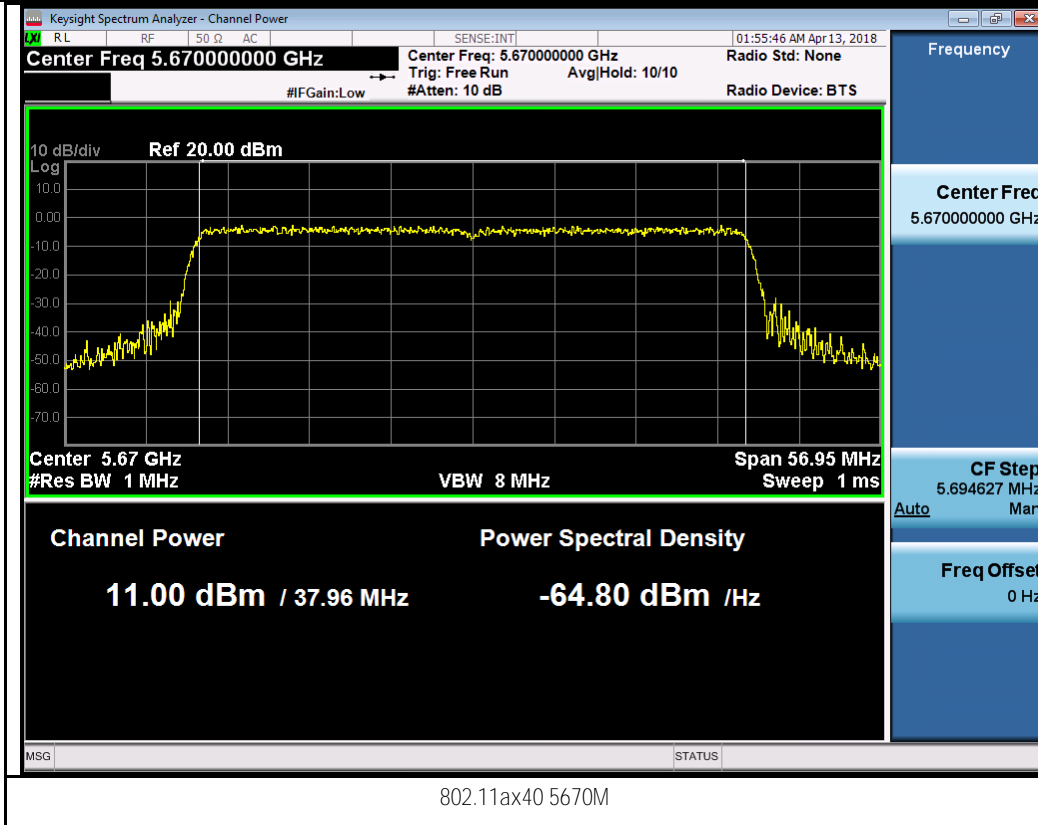 Keysight Spectrum Analyzer - Channel Power
LXI RL RF 50 Ω AC SENSE:INT 01:55:46 AM Apr 13, 2018
Center Freq 5.670000000 GHz
#IFGain:Low
Center Freq: 5.670000000 GHz
Trig: Free Run Avg|Hold: 10/10
#Atten: 10 dB
Radio Std: None
Radio Device: BTS
10 dB/div Ref 20.00 dBm
Log
10.0
0.00
-10.0
-20.0
-30.0
-40.0
-50.0
-60.0
-70.0
Center 5.67 GHz Span 56.95 MHz
#Res BW 1 MHz VBW 8 MHz Sweep 1 ms
Channel Power Power Spectral Density
11.00 dBm / 37.96 MHz -64.80 dBm /Hz
Frequency
Center Freq
5.670000000 GHz
CF Step
5.694627 MHz
Auto Man
Freq Offset
0 Hz
MSG STATUS
802.11ax40 5670M